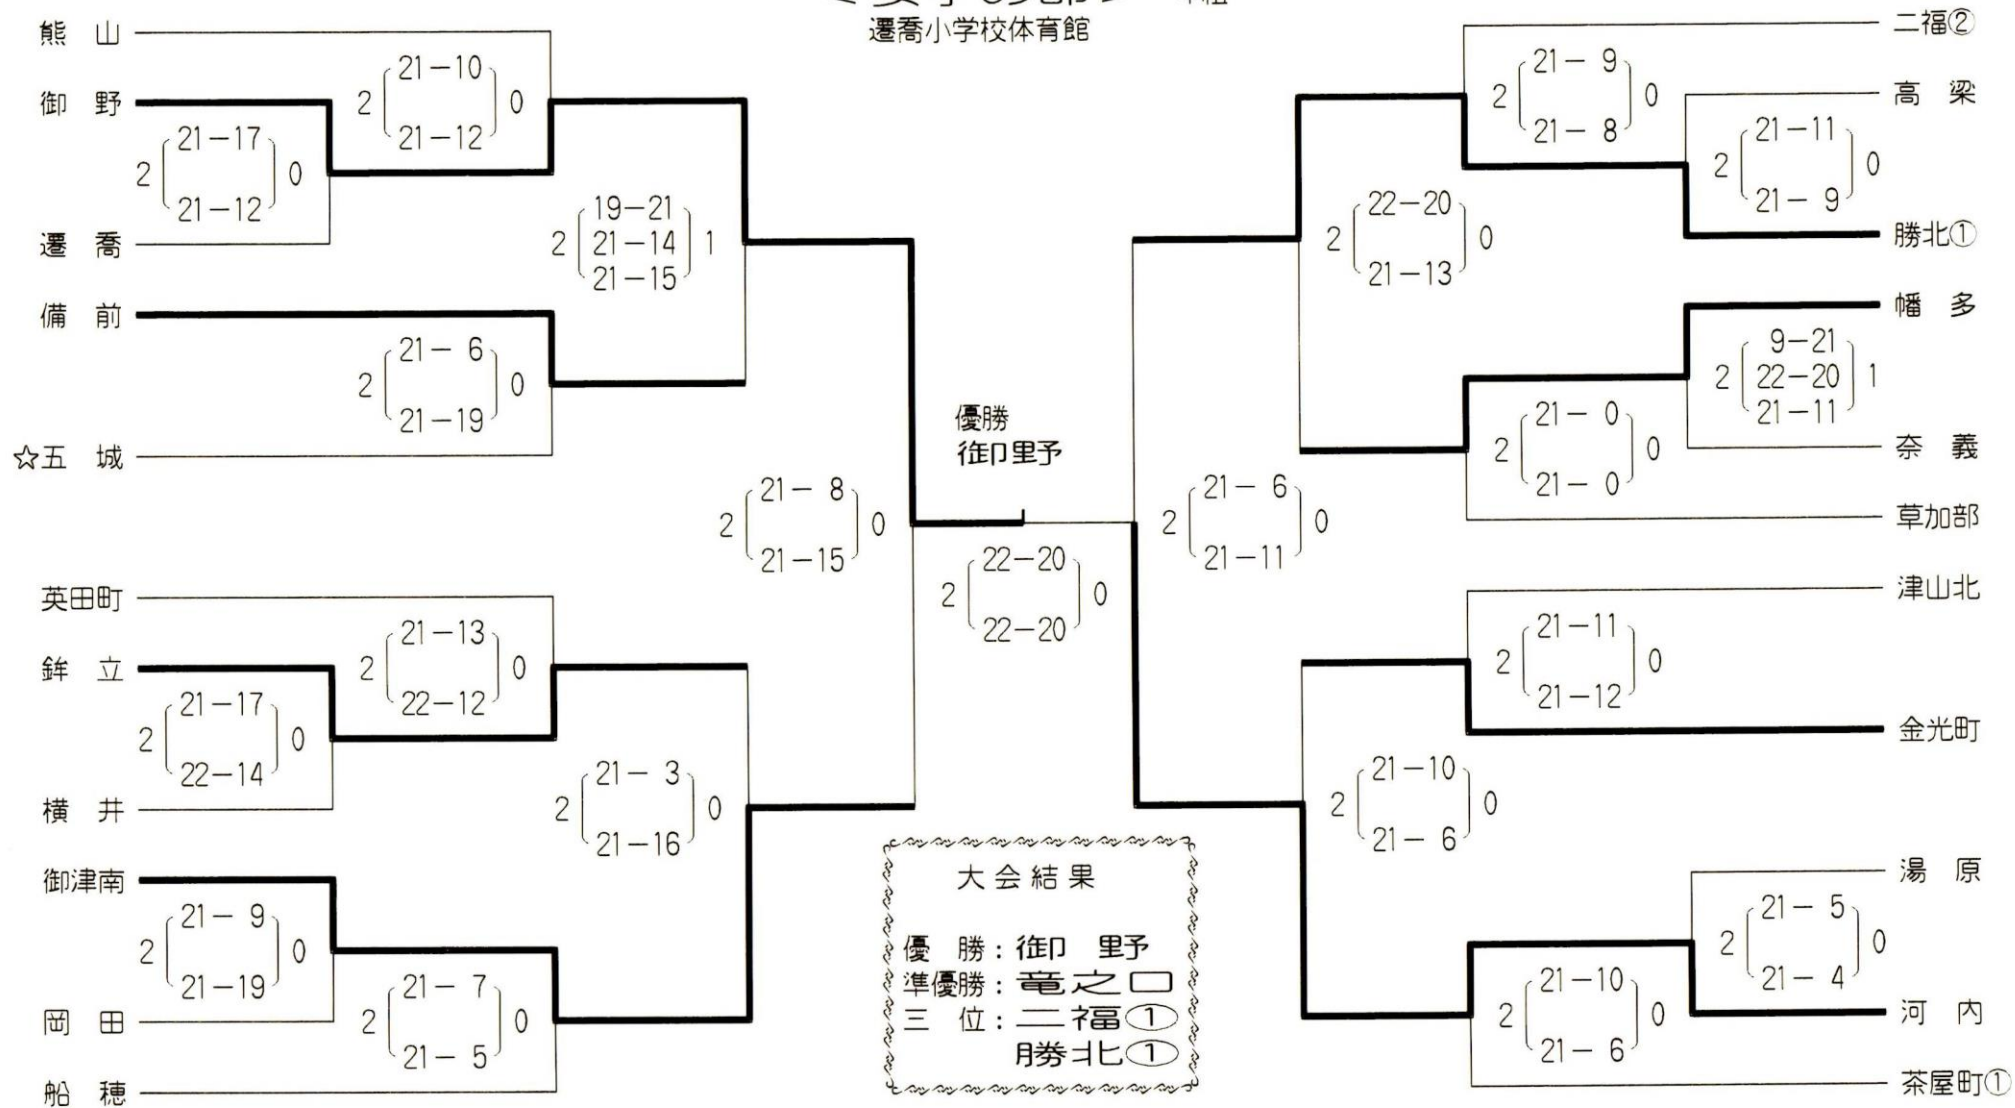 遷喬小学校体育館
熊 山
御 野
遷 喬
備 前
☆五 城
英田町
鉾 立
横 井
御津南
岡 田
船 穂
2 21-17 0
21-12
2 21-10 0
21-12
19-21
2 21-14 1
21-15
2 21- 6 0
21-19
2 21- 8 0
21-15
2 21-13 0
22-12
2 21-17 0
22-14
2 21- 3 0
21-16
2 21- 9 0
21-19
2 21- 7 0
21- 5
優勝
御野
2 22-20 0
22-20
二福②
高 梁
勝北①
幡 多
奈 義
草加部
津山北
金光町
湯 原
河 内
茶屋町①
2 21- 9 0
21- 8
2 21-11 0
21- 9
2 22-20 0
21-13
9-21
2 22-20 1
21-11
2 21- 0 0
21- 0
2 21- 6 0
21-11
2 21-11 0
21-12
2 21-10 0
21- 6
2 21- 5 0
21- 4
2 21-10 0
21- 6
大会結果
優 勝：御 野
準優勝：竜之口
三 位：二福①
勝北①